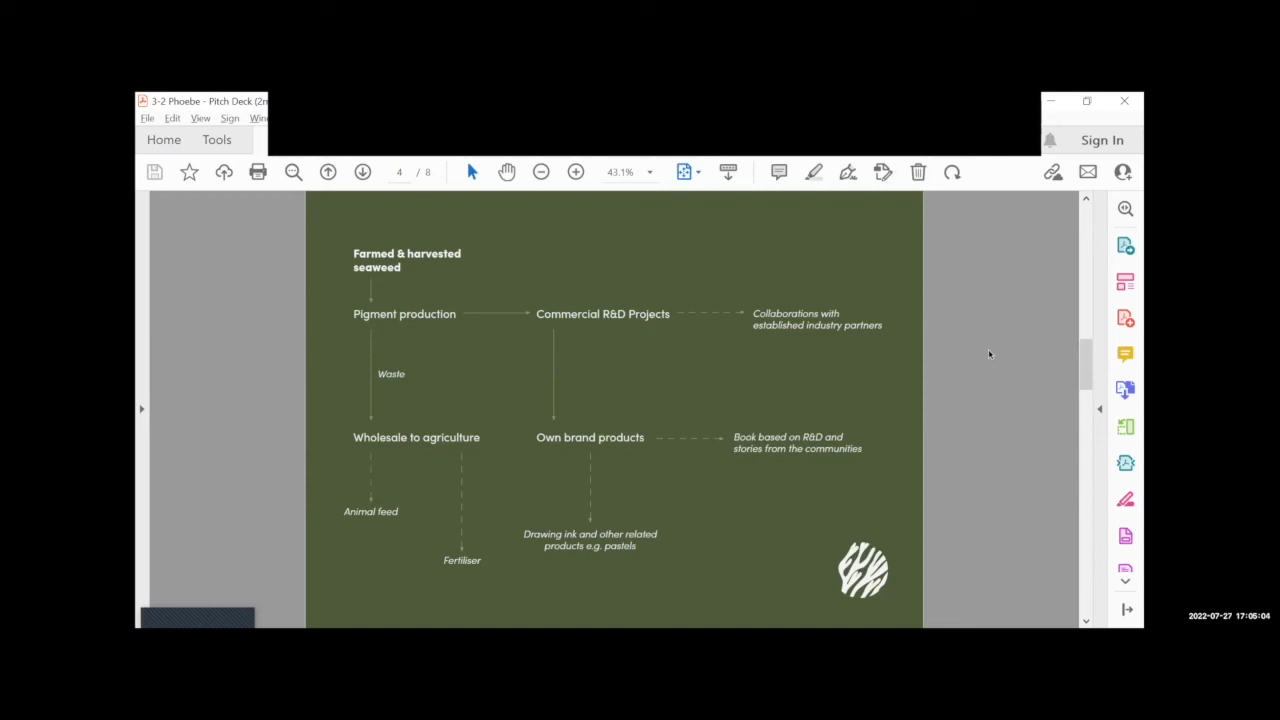 3-2 Phoebe - Pitch Deck (2m
File Edit View Sign Win
Home Tools
Sign In
4 / 8
43.1%
Farmed & harvested
seaweed
Pigment production
Commercial R&D Projects
Collaborations with
established industry partners
Waste
Wholesale to agriculture
Own brand products
Book based on R&D and
stories from the communities
Animal feed
Drawing ink and other related
products e.g. pastels
Fertiliser
2022-07-27 17:05:04